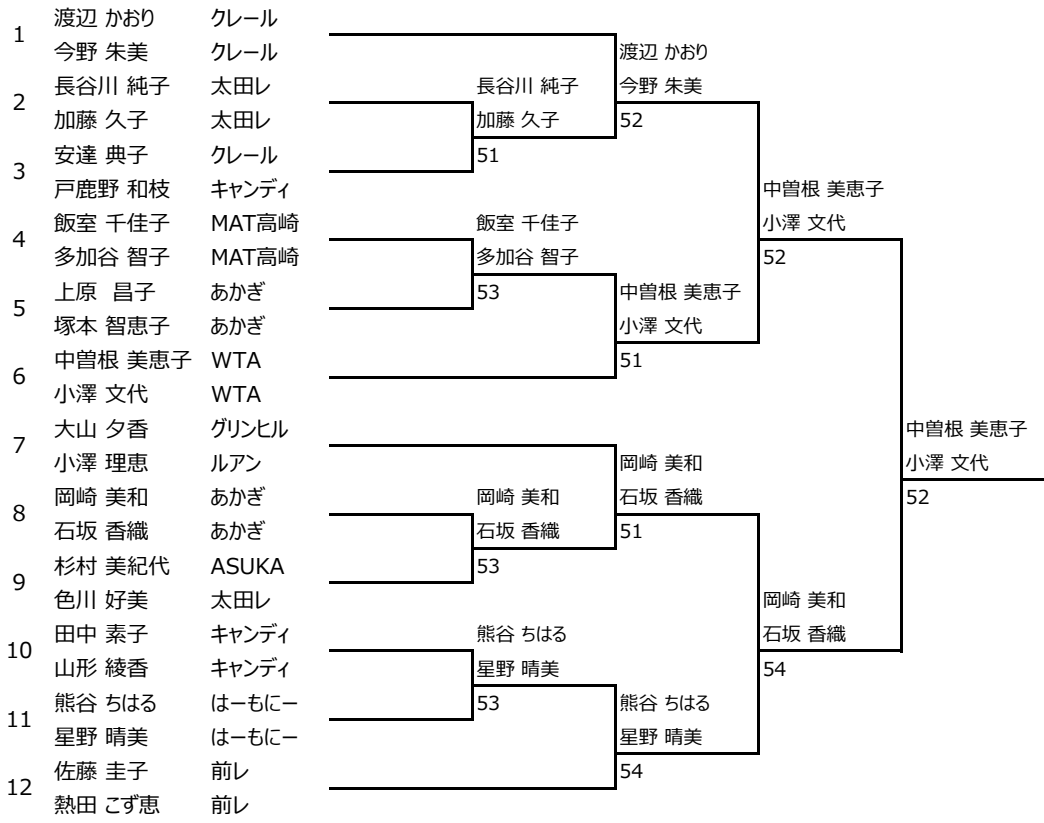 1
渡辺 かおり クレール
今野 朱美 クレール
渡辺 かおり
2
長谷川 純子 太田レ
長谷川 純子
今野 朱美
加藤 久子 太田レ
加藤 久子
52
3
安達 典子 クレール
51
戸鹿野 和枝 キャンディ
中曽根 美恵子
4
飯室 千佳子 MAT高崎
飯室 千佳子
小澤 文代
多加谷 智子 MAT高崎
多加谷 智子
52
5
上原 昌子 あかぎ
53
中曽根 美恵子
塚本 智恵子 あかぎ
小澤 文代
6
中曽根 美恵子 WTA
51
小澤 文代 WTA
7
大山 夕香 グリンヒル
中曽根 美恵子
小澤 理恵 ルアン
岡崎 美和
小澤 文代
8
岡崎 美和 あかぎ
岡崎 美和
石坂 香織
52
石坂 香織 あかぎ
石坂 香織
51
9
杉村 美紀代 ASUKA
53
色川 好美 太田レ
岡崎 美和
10
田中 素子 キャンディ
熊谷 ちはる
石坂 香織
山形 綾香 キャンディ
星野 晴美
54
11
熊谷 ちはる はーもにー
53
熊谷 ちはる
星野 晴美 はーもにー
星野 晴美
12
佐藤 圭子 前レ
54
熱田 こず恵 前レ